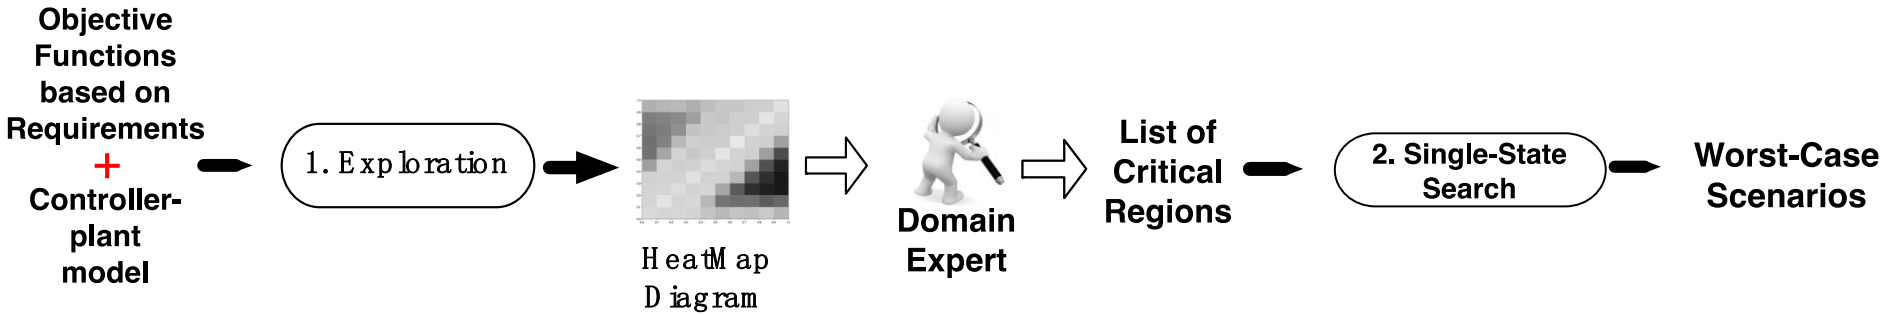 Objective
Functions
based on
Requirements
+
Controller-
plant
model
1. Exploration
HeatMap
Diagram
Domain
Expert
List of
Critical
Regions
2. Single-State
Search
Worst-Case
Scenarios